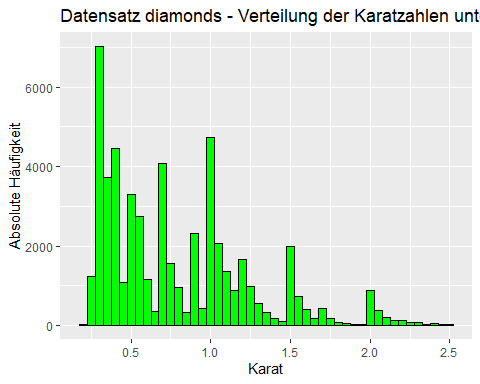 Datensatz diamonds - Verteilung der Karatzahlen
Absolute Häufigkeit
6000
4000
2000
0
0.5 1.0 1.5 2.0 2.5
Karat